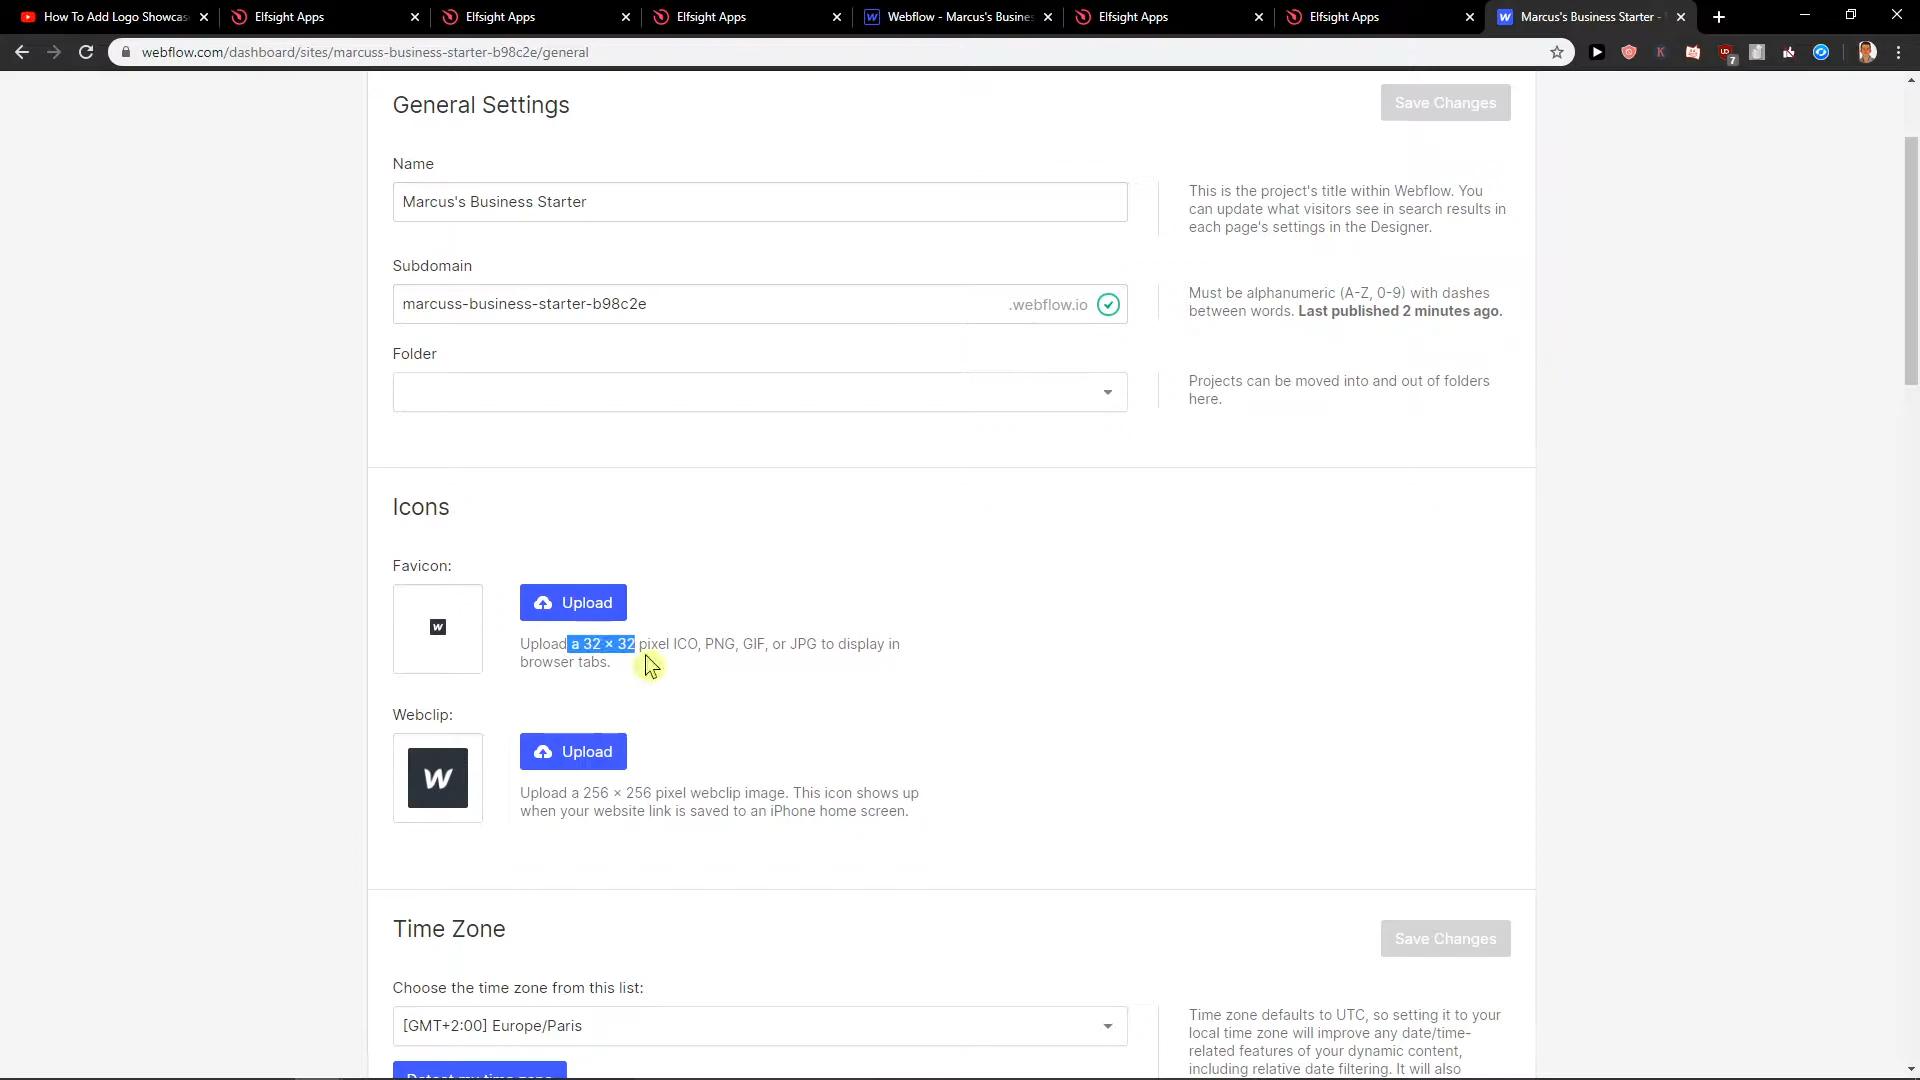 How To Add Logo Showcas
Elfsight Apps
Elfsight Apps
Elfsight Apps
Webflow - Marcus's Busines
Elfsight Apps
Elfsight Apps
Marcus's Business Starter -
webflow.com/dashboard/sites/marcuss-business-starter-b98c2e/general
General Settings
Save Changes
Name
Marcus's Business Starter
This is the project's title within Webflow. You
can update what visitors see in search results in
each page's settings in the Designer.
Subdomain
marcuss-business-starter-b98c2e
.webflow.io
Must be alphanumeric (A-Z, 0-9) with dashes
between words. Last published 2 minutes ago.
Folder
Projects can be moved into and out of folders
here.
Icons
Favicon:
W
Upload
Upload a 32 × 32 pixel ICO, PNG, GIF, or JPG to display in
browser tabs.
Webclip:
W
Upload
Upload a 256 × 256 pixel webclip image. This icon shows up
when your website link is saved to an iPhone home screen.
Time Zone
Save Changes
Choose the time zone from this list:
[GMT+2:00] Europe/Paris
Time zone defaults to UTC, so setting it to your
local time zone will improve any date/time-
related features of your dynamic content,
including relative date filtering. It will also
Detect my time zone